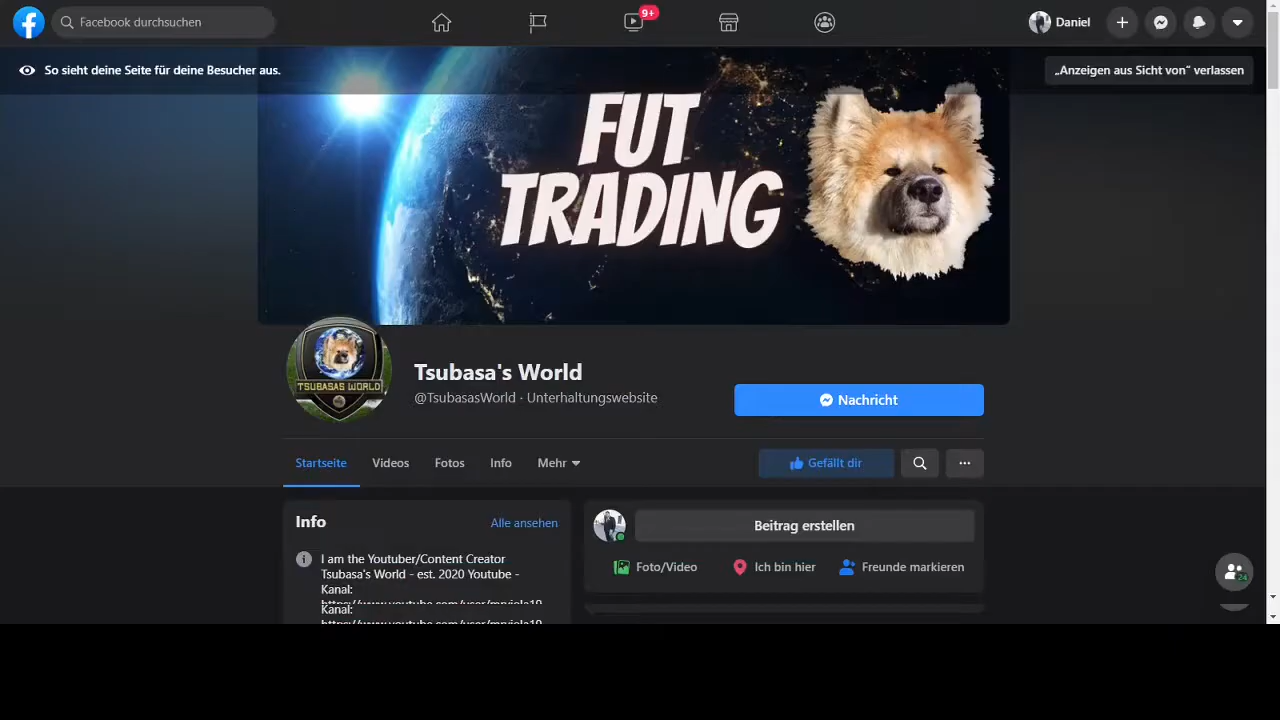 Facebook durchsuchen
9+
Daniel
So sieht deine Seite für deine Besucher aus.
„Anzeigen aus Sicht von" verlassen
FUT
TRADING
TSUBASAS WORLD
Tsubasa's World
@TsubasasWorld · Unterhaltungswebsite
Nachricht
Startseite
Videos
Fotos
Info
Mehr
Gefällt dir
Info
Alle ansehen
I am the Youtuber/Content Creator
Tsubasa's World - est. 2020 Youtube -
Kanal:
Kanal:
Beitrag erstellen
Foto/Video
Ich bin hier
Freunde markieren
24